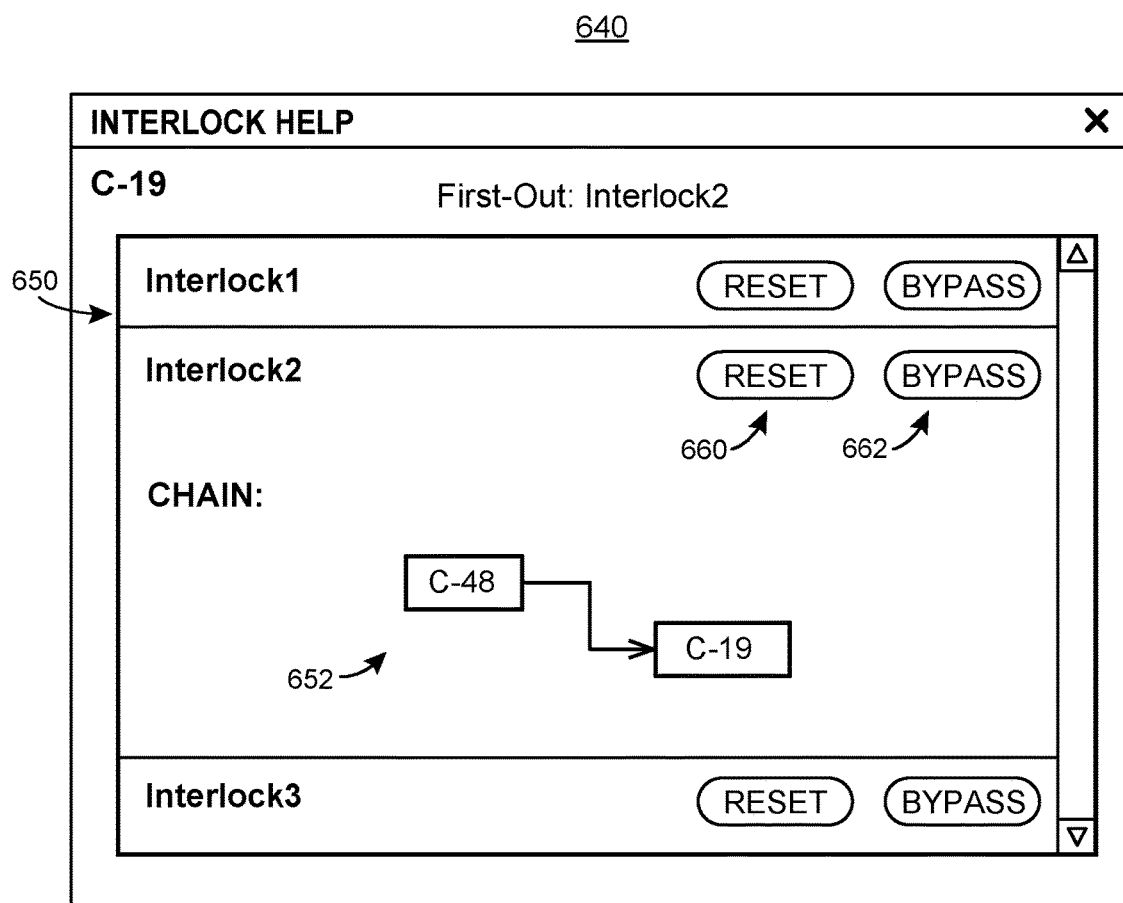 640
INTERLOCK HELP X
C-19
First-Out: Interlock2
650
Interlock1 RESET BYPASS
Interlock2 RESET BYPASS
660 662
CHAIN:
C-48
C-19
652
Interlock3 RESET BYPASS